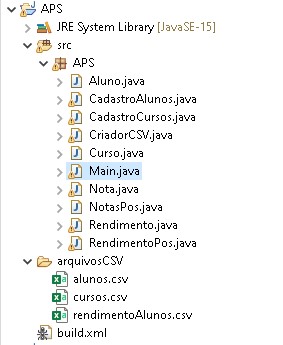 APS
JRE System Library [JavaSE-15]
src
APS
Aluno.java
CadastroAlunos.java
CadastroCursos.java
CriadorCSV.java
Curso.java
Main.java
Nota.java
NotasPos.java
Rendimento.java
RendimentoPos.java
arquivosCSV
alunos.csv
cursos.csv
rendimentoAlunos.csv
build.xml